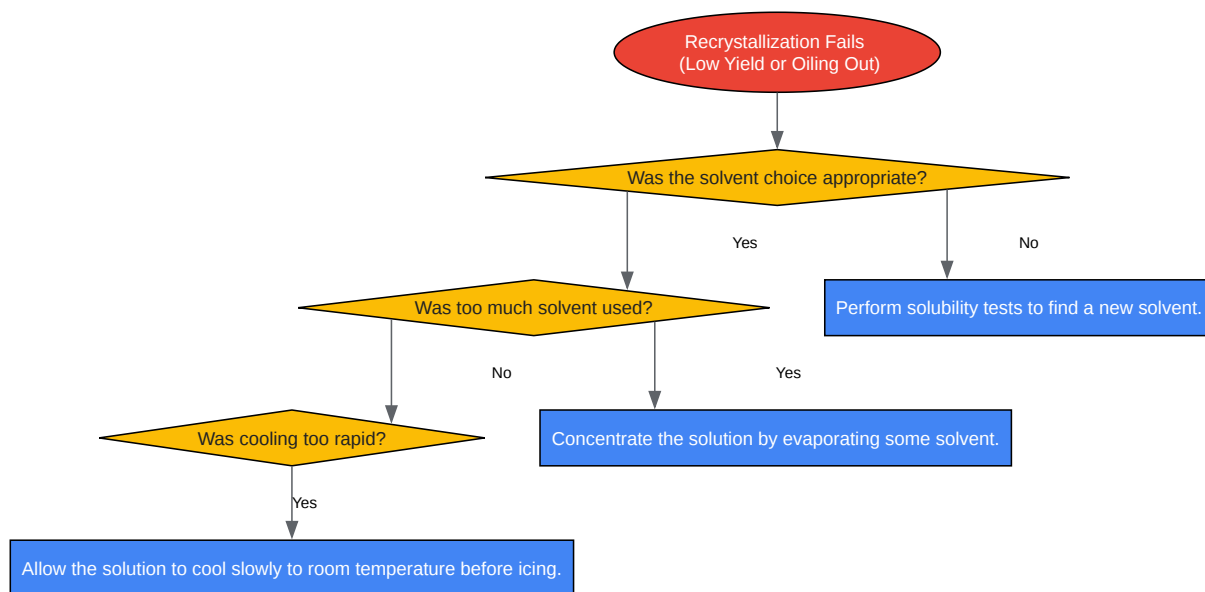 Recrystallization Fails
(Low Yield or Oiling Out)
Was the solvent choice appropriate?
Yes
No
Was too much solvent used?
Perform solubility tests to find a new solvent.
No
Yes
Was cooling too rapid?
Concentrate the solution by evaporating some solvent.
Yes
Allow the solution to cool slowly to room temperature before icing.